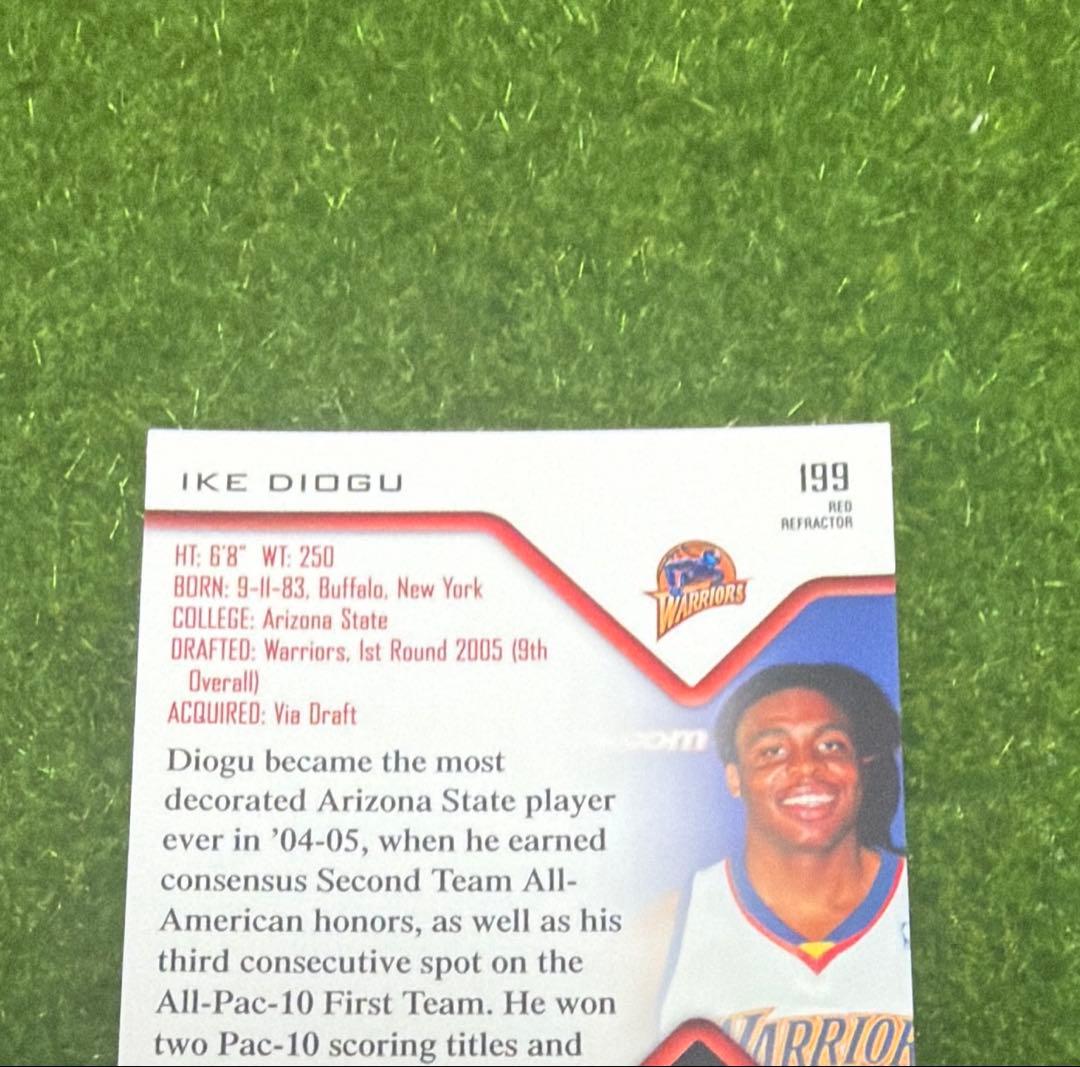 IKE DIOGU
199
RED
REFRACTOR
HT: 6'8" WT: 250
BORN: 9-11-83, Buffalo, New York
COLLEGE: Arizona State
DRAFTED: Warriors, 1st Round 2005 (9th
Overall)
ACQUIRED: Via Draft
WARRIORS
com
Diogu became the most
decorated Arizona State player
ever in ’04-05, when he earned
consensus Second Team All-
American honors, as well as his
third consecutive spot on the
All-Pac-10 First Team. He won
two Pac-10 scoring titles and
WARRIOR